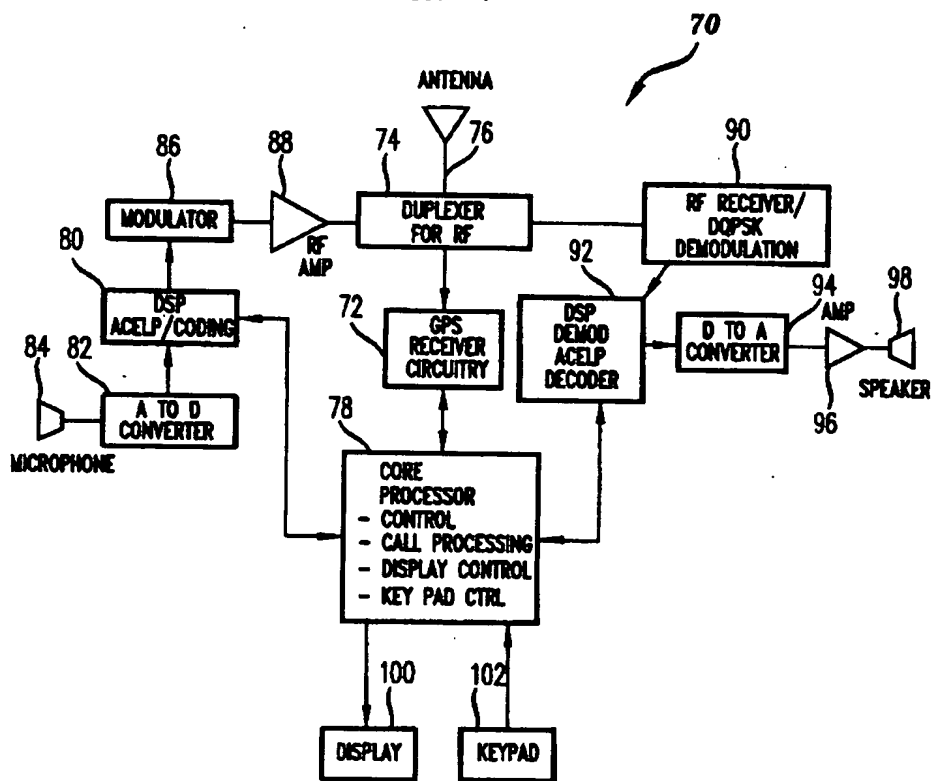 70
ANTENNA
76
86
88
74
90
MODULATOR
RF
AMP
DUPLEXER
FOR RF
RF RECEIVER/
DQPSK
DEMODULATION
80
DSP
ACELP/CODING
72
GPS
RECEIVER
CIRCUITRY
92
DSP
DEMOD
ACELP
DECODER
94
D TO A
CONVERTER
AMP
96
98
SPEAKER
84
MICROPHONE
82
A TO D
CONVERTER
78
CORE
PROCESSOR
- CONTROL
- CALL PROCESSING
- DISPLAY CONTROL
- KEY PAD CTRL
100
DISPLAY
102
KEYPAD